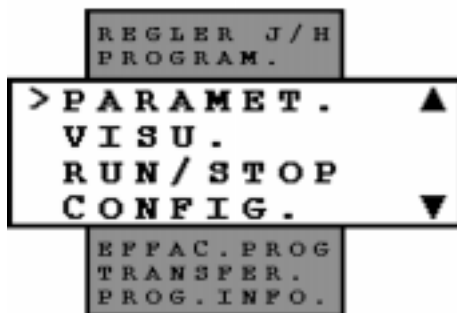 REGLER J/H
PROGRAM.
>PARAMET. ▲
VISU.
RUN/STOP
CONFIG. ▼
EFFAC.PROG
TRANSFER.
PROG.INFO.